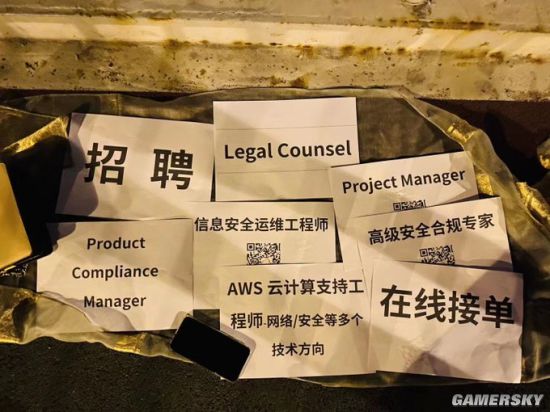 招聘
Legal Counsel
Project Manager
信息安全运维工程师
高级安全合规专家
Product
Compliance
Manager
AWS 云计算支持工
程师-网络/安全等多个
技术方向
在线接单
GAMERSKY